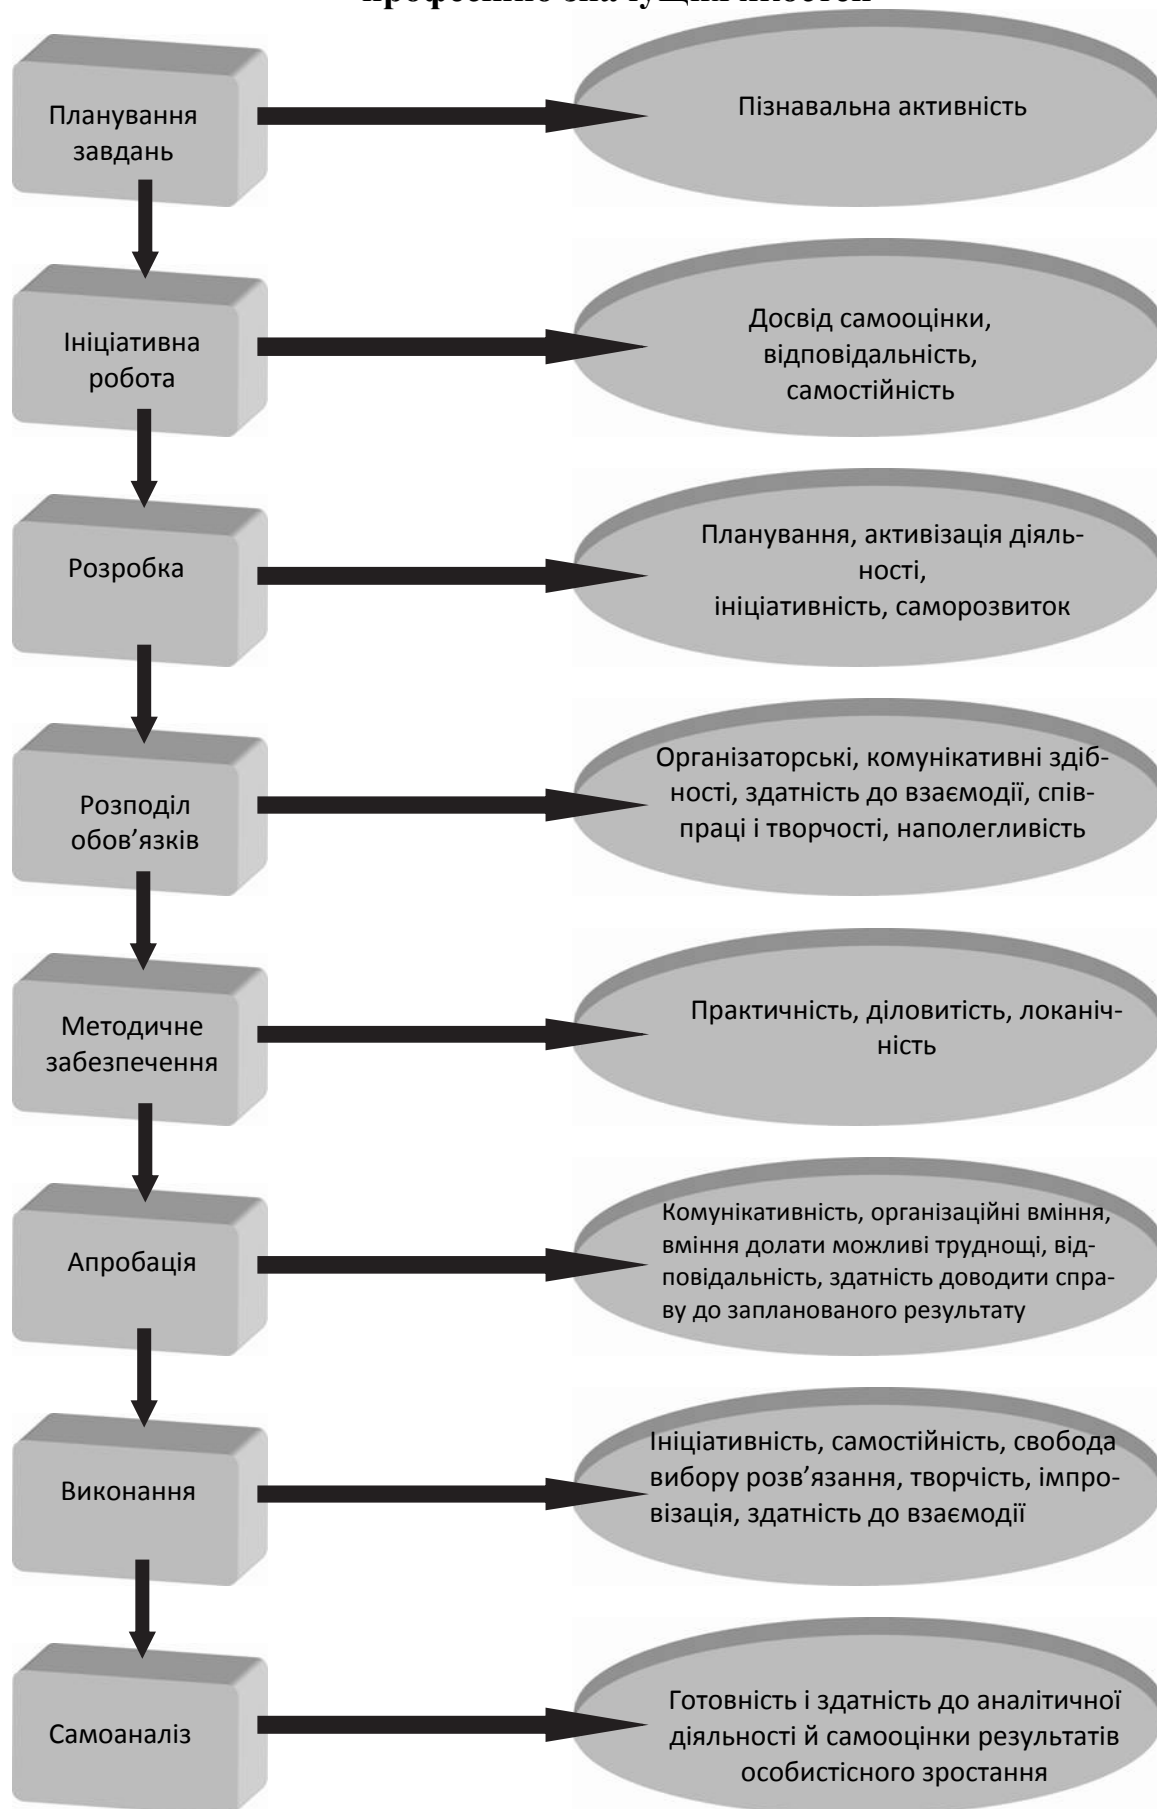 професійно значущих якостей
Планування
завдань
Пізнавальна активність
Ініціативна
робота
Досвід самооцінки,
відповідальність,
самостійність
Розробка
Планування, активізація діяль-
ності,
ініціативність, саморозвиток
Розподіл
обов’язків
Організаторські, комунікативні здіб-
ності, здатність до взаємодії, спів-
праці і творчості, наполегливість
Методичне
забезпечення
Практичність, діловитість, локаніч-
ність
Апробація
Комунікативність, організаційні вміння,
вміння долати можливі труднощі, від-
повідальність, здатність доводити спра-
ву до запланованого результату
Виконання
Ініціативність, самостійність, свобода
вибору розв’язання, творчість, імпро-
візація, здатність до взаємодії
Самоаналіз
Готовність і здатність до аналітичної
діяльності й самооцінки результатів
особистісного зростання